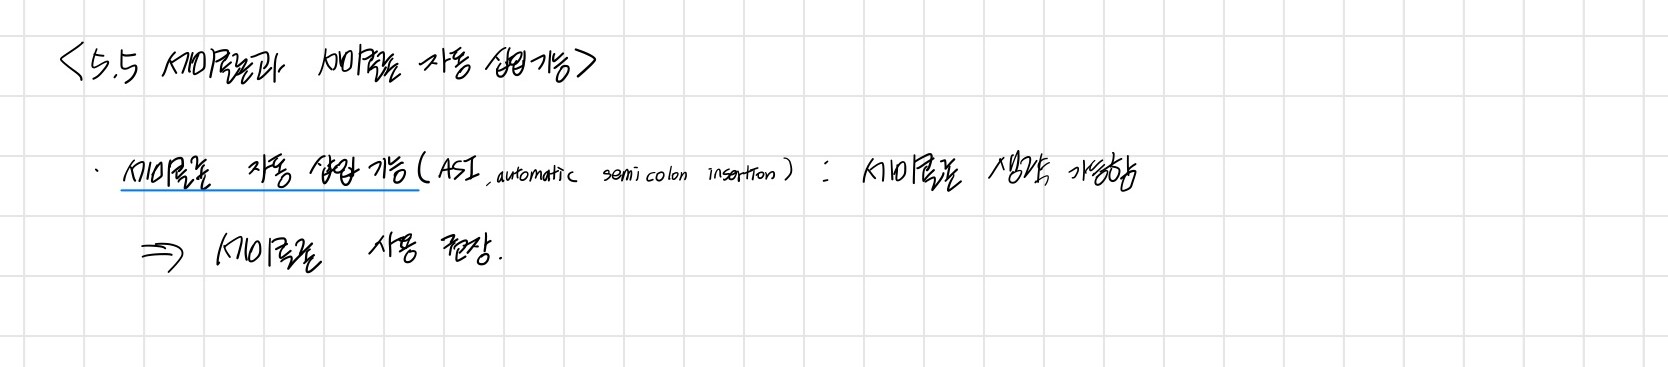 <5.5 세미콜론과 세미콜론 자동 삽입 기능>
· 세미콜론 자동 삽입 기능(ASI, automatic semicolon insertion) : 세미콜론 생략 가능함
⇒ 세미콜론 사용 권장.